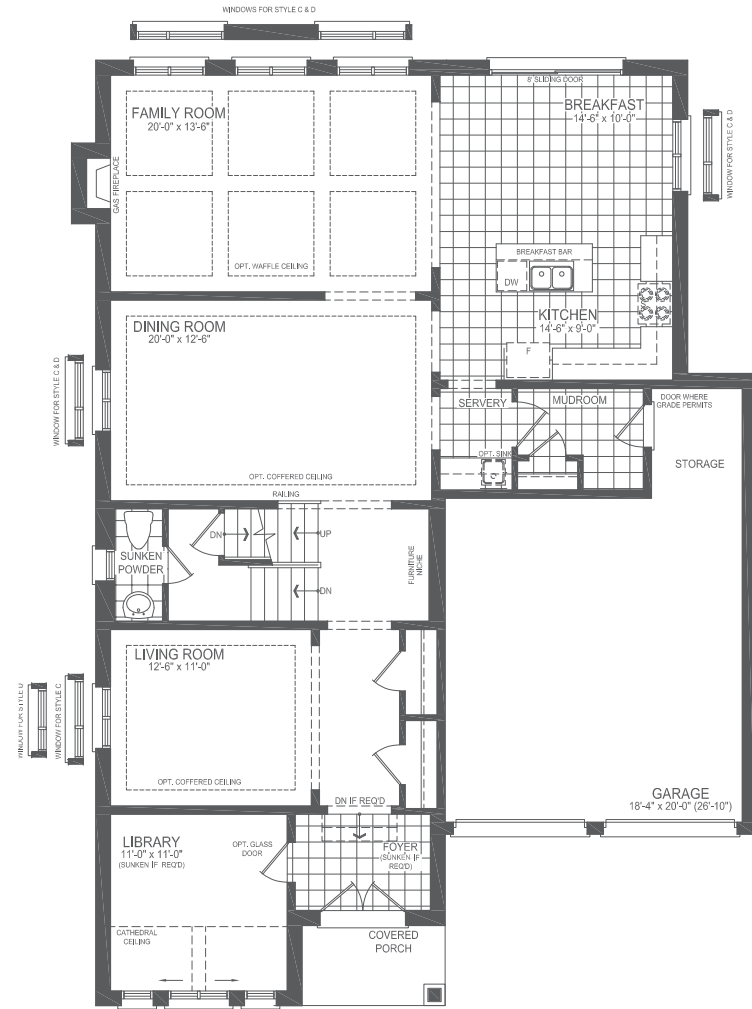 WINDOWS FOR STYLE C & D
8' SLIDING DOOR
FAMILY ROOM
20'-0" x 13'-6"
BREAKFAST
14'-6" x 10'-0"
WINDOW FOR STYLE C & D
GAS FIREPLACE
OPT. WAFFLE CEILING
BREAKFAST BAR
DW
KITCHEN
14'-6" x 9'-0"
F
DINING ROOM
20'-0" x 12'-6"
WINDOW FOR STYLE C & D
SERVERY
MUDROOM
DOOR WHERE
GRADE PERMITS
OPT. SINK
STORAGE
OPT. COFFERED CEILING
RAILING
DN
UP
SUNKEN
POWDER
FURNITURE
NICHE
DN
LIVING ROOM
12'-6" x 11'-0"
WINDOW FOR STYLE D
WINDOW FOR STYLE C
OPT. COFFERED CEILING
DN IF REQ'D
GARAGE
18'-4" x 20'-0" (26'-10")
LIBRARY
11'-0" x 11'-0"
(SUNKEN IF REQ'D)
OPT. GLASS
DOOR
FOYER
(SUNKEN IF
REQ'D)
CATHEDRAL
CEILING
COVERED
PORCH